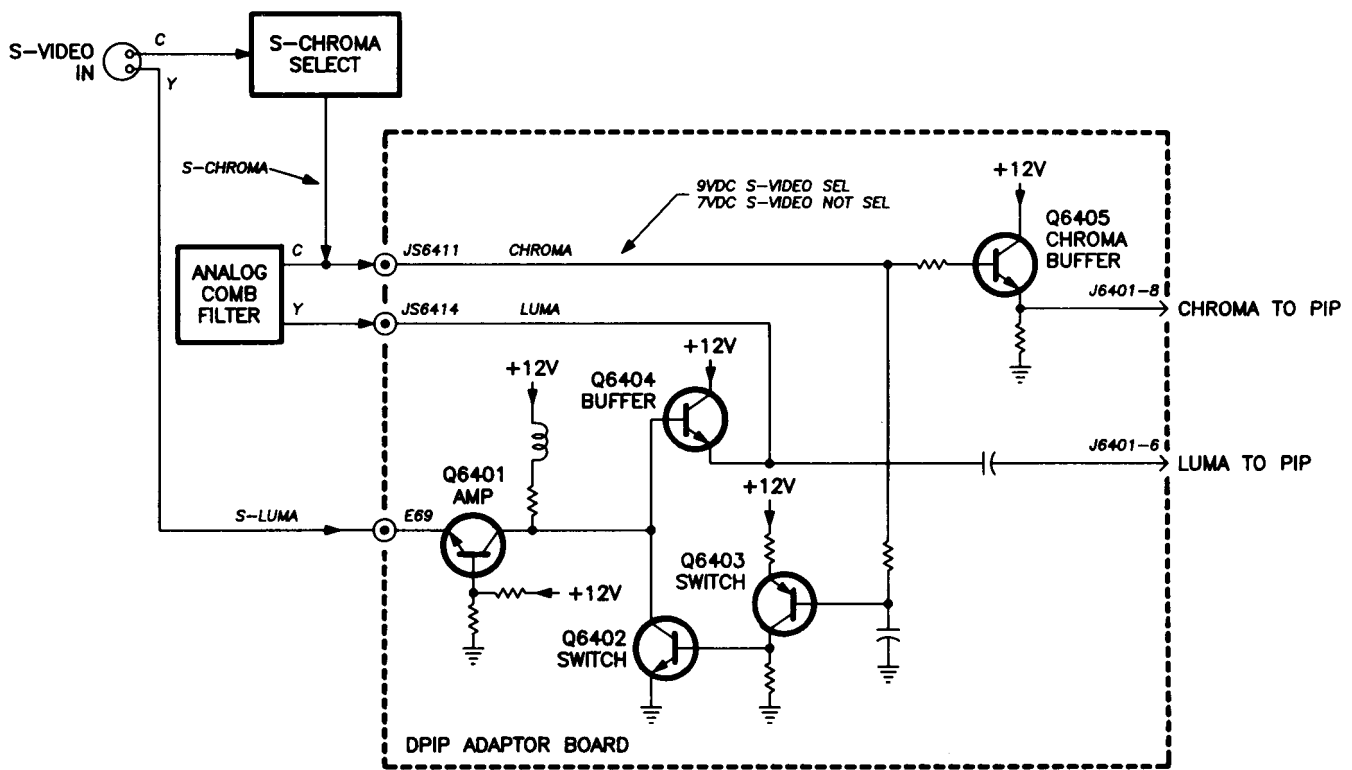 S-VIDEO
IN
C
Y
S-CHROMA
SELECT
S-CHROMA
ANALOG
COMB
FILTER
C
Y
JS6411
CHROMA
9VDC S-VIDEO SEL
7VDC S-VIDEO NOT SEL
+12V
Q6405
CHROMA
BUFFER
J6401-8
CHROMA TO PIP
JS6414
LUMA
+12V
Q6404
BUFFER
+12V
J6401-6
LUMA TO PIP
Q6401
AMP
+12V
S-LUMA
E69
Q6403
SWITCH
+12V
Q6402
SWITCH
DPIP ADAPTOR BOARD